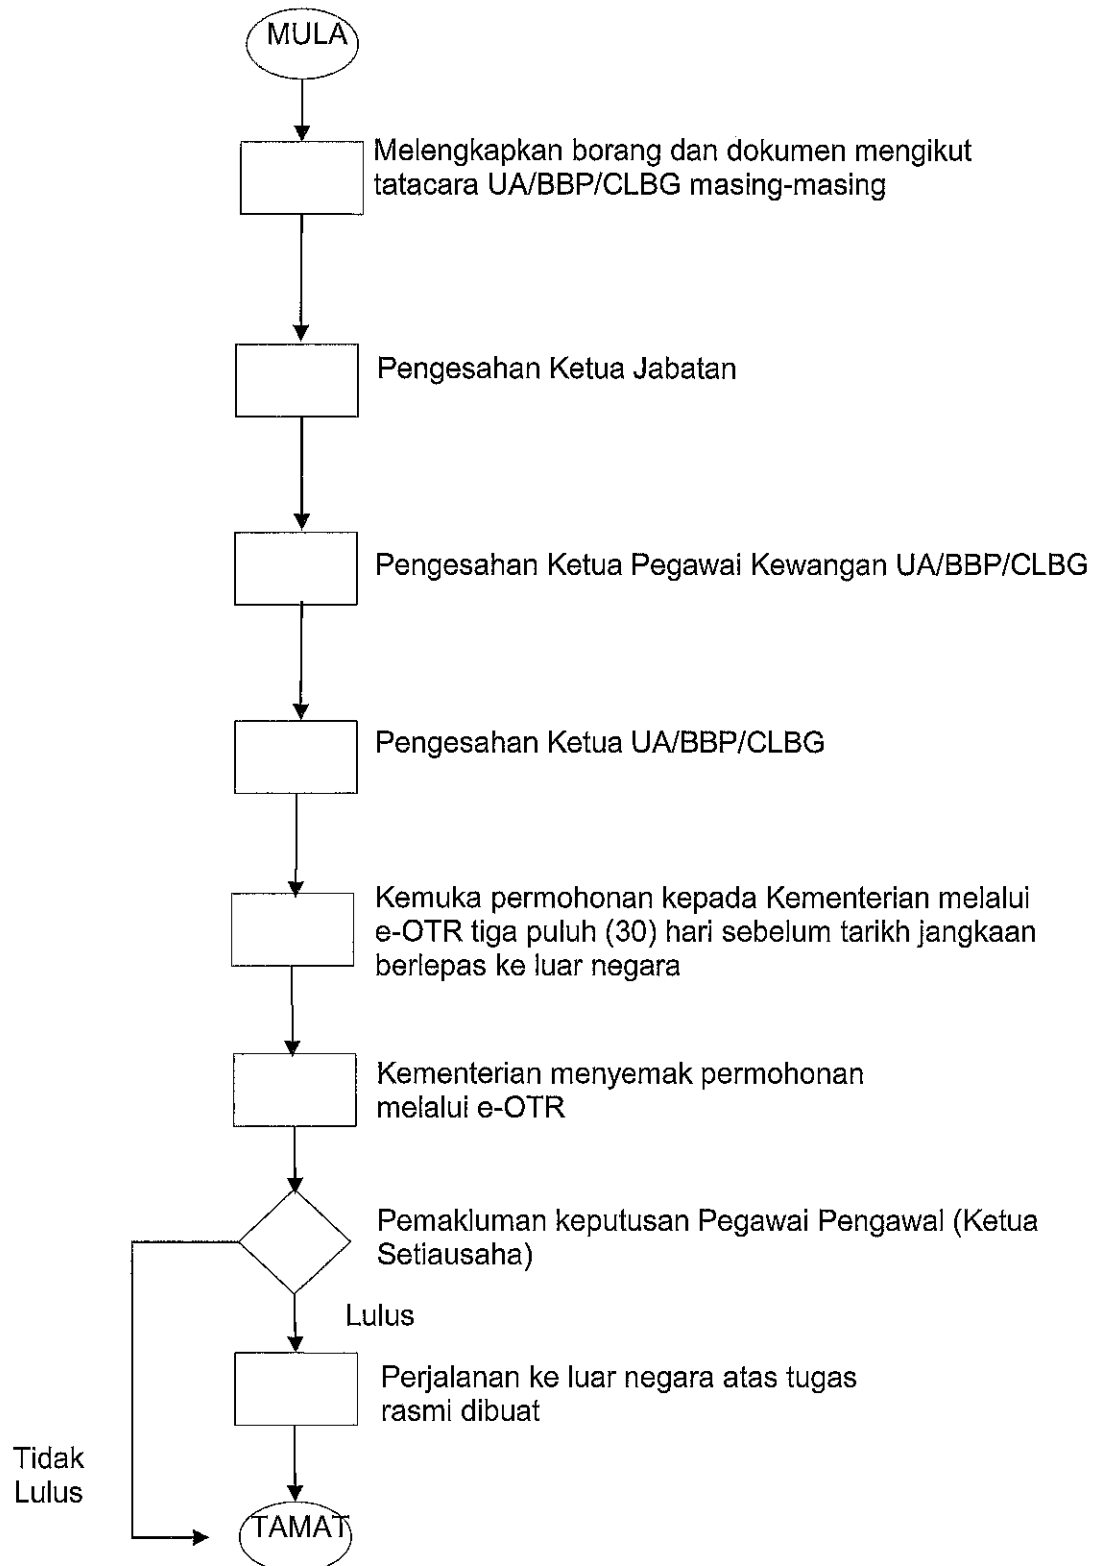 MULA
Melengkapkan borang dan dokumen mengikut
tatacara UA/BBP/CLBG masing-masing
Pengesahan Ketua Jabatan
Pengesahan Ketua Pegawai Kewangan UA/BBP/CLBG
Pengesahan Ketua UA/BBP/CLBG
Kemuka permohonan kepada Kementerian melalui
e-OTR tiga puluh (30) hari sebelum tarikh jangkaan
berlepas ke luar negara
Kementerian menyemak permohonan
melalui e-OTR
Pemakluman keputusan Pegawai Pengawal (Ketua
Setiausaha)
Lulus
Perjalanan ke luar negara atas tugas
rasmi dibuat
Tidak
Lulus
TAMAT